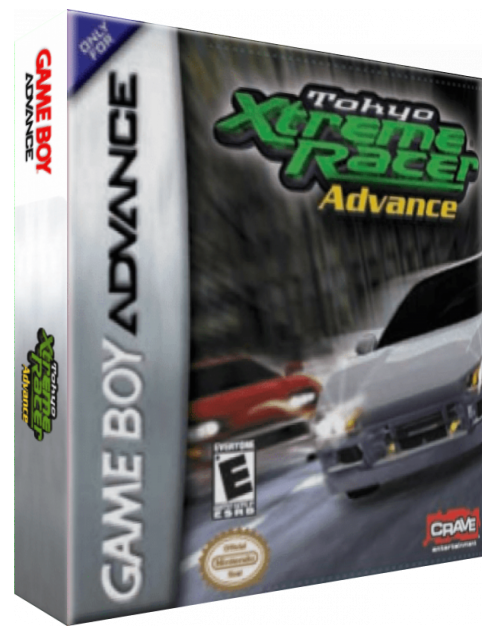 GAME BOY
ADVANCE
Tokyo
Xtreme
Racer
Advance
ONLY
FOR
GAME BOY ADVANCE
Tokyo
Xtreme
Racer
Advance
EVERYONE
E
ESRB
Official
Nintendo
Seal
CRAVE
entertainment